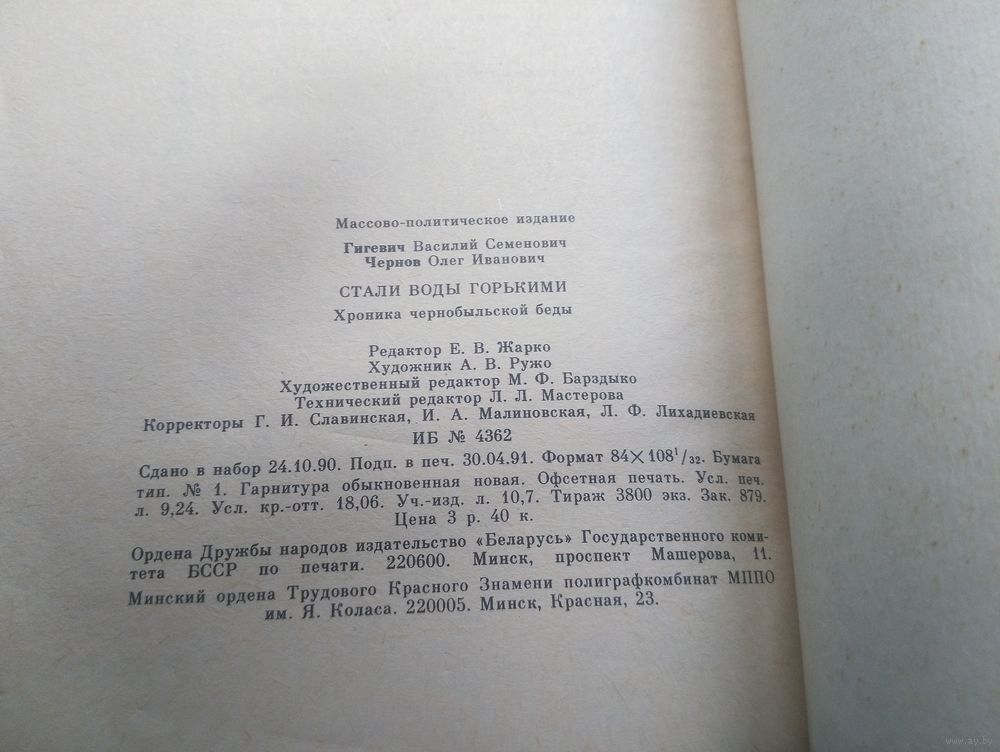 Массово-политическое издание
Гигевич Василий Семенович
Чернов Олег Иванович
СТАЛИ ВОДЫ ГОРЬКИМИ
Хроника чернобыльской беды
Редактор Е. В. Жарко
Художник А. В. Ружо
Художественный редактор М. Ф. Барздыко
Технический редактор Л. Л. Мастерова
Корректоры Г. И. Славинская, И. А. Малиновская, Л. Ф. Лихадиевская
ИБ № 4362
Сдано в набор 24.10.90. Подп. в печ. 30.04.91. Формат 84×108¹/₃₂. Бумага
тип. № 1. Гарнитура обыкновенная новая. Офсетная печать. Усл. печ.
л. 9,24. Усл. кр.-отт. 18,06. Уч.-изд. л. 10,7. Тираж 3800 экз. Зак. 879.
Цена 3 р. 40 к.
Ордена Дружбы народов издательство «Беларусь» Государственного коми-
тета БССР по печати. 220600. Минск, проспект Машерова, 11.
Минский ордена Трудового Красного Знамени полиграфкомбинат МППО
им. Я. Коласа. 220005. Минск, Красная, 23.
www.ay.by